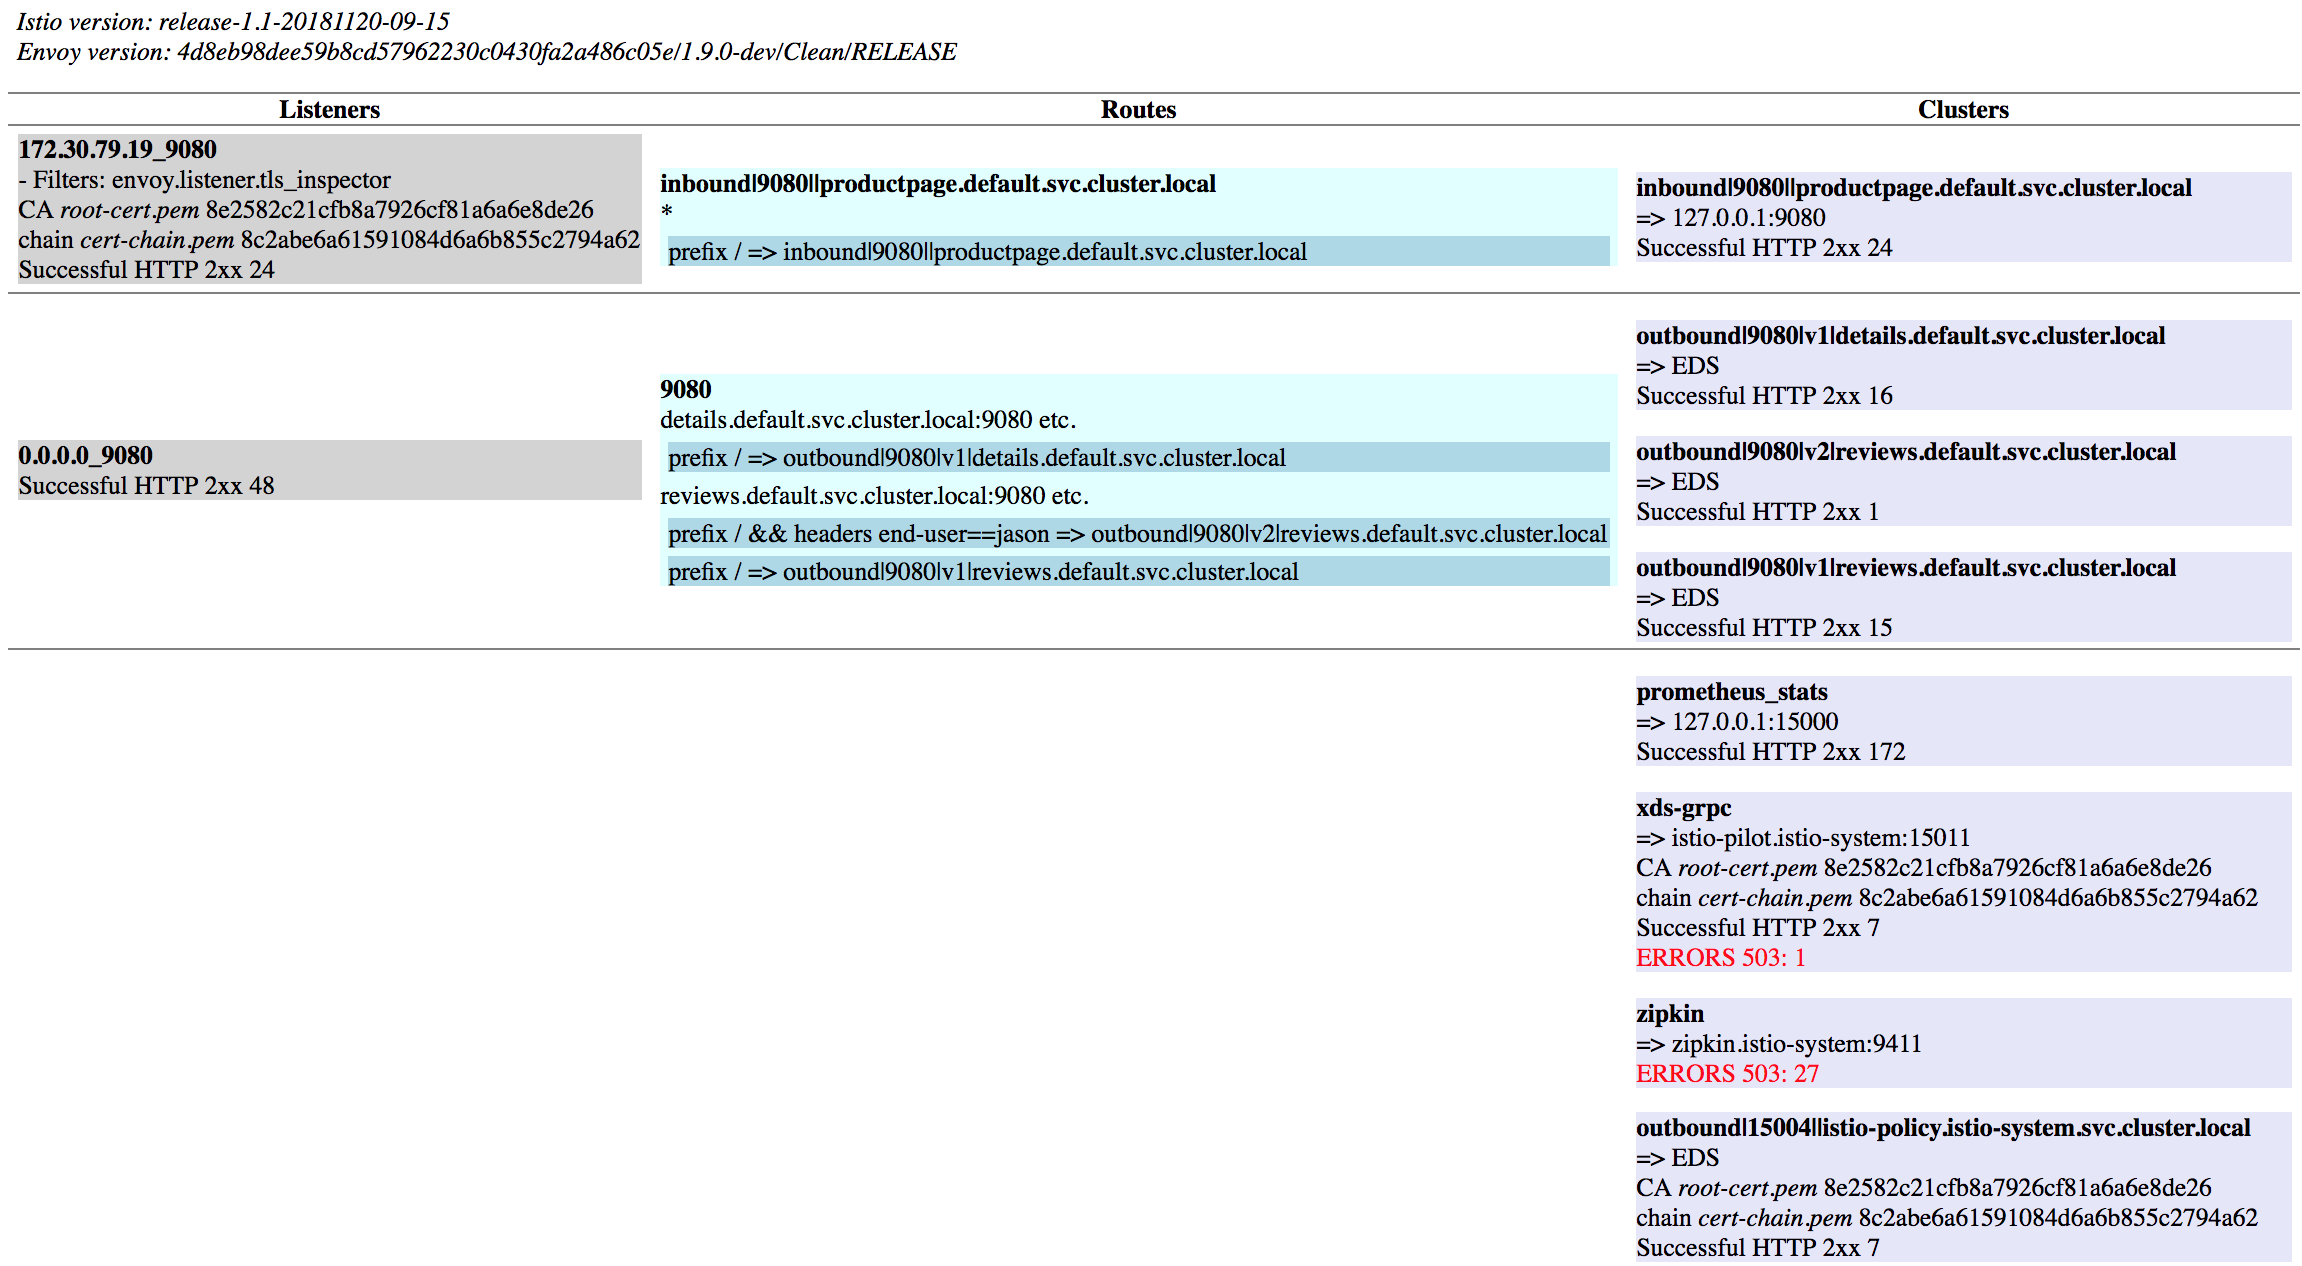 Istio version: release-1.1-20181120-09-15
Envoy version: 4d8eb98dee59b8cd57962230c0430fa2a486c05e/1.9.0-dev/Clean/RELEASE
Listeners
Routes
Clusters
172.30.79.19_9080
- Filters: envoy.listener.tls_inspector
CA root-cert.pem 8e2582c21cfb8a7926cf81a6a6e8de26
chain cert-chain.pem 8c2abe6a61591084d6a6b855c2794a62
Successful HTTP 2xx 24
inbound|9080||productpage.default.svc.cluster.local
*
prefix / => inbound|9080||productpage.default.svc.cluster.local
inbound|9080||productpage.default.svc.cluster.local
=> 127.0.0.1:9080
Successful HTTP 2xx 24
0.0.0.0_9080
Successful HTTP 2xx 48
9080
details.default.svc.cluster.local:9080 etc.
prefix / => outbound|9080|v1|details.default.svc.cluster.local
reviews.default.svc.cluster.local:9080 etc.
prefix / && headers end-user==jason => outbound|9080|v2|reviews.default.svc.cluster.local
prefix / => outbound|9080|v1|reviews.default.svc.cluster.local
outbound|9080|v1|details.default.svc.cluster.local
=> EDS
Successful HTTP 2xx 16
outbound|9080|v2|reviews.default.svc.cluster.local
=> EDS
Successful HTTP 2xx 1
outbound|9080|v1|reviews.default.svc.cluster.local
=> EDS
Successful HTTP 2xx 15
prometheus_stats
=> 127.0.0.1:15000
Successful HTTP 2xx 172
xds-grpc
=> istio-pilot.istio-system:15011
CA root-cert.pem 8e2582c21cfb8a7926cf81a6a6e8de26
chain cert-chain.pem 8c2abe6a61591084d6a6b855c2794a62
Successful HTTP 2xx 7
ERRORS 503: 1
zipkin
=> zipkin.istio-system:9411
ERRORS 503: 27
outbound|15004||istio-policy.istio-system.svc.cluster.local
=> EDS
CA root-cert.pem 8e2582c21cfb8a7926cf81a6a6e8de26
chain cert-chain.pem 8c2abe6a61591084d6a6b855c2794a62
Successful HTTP 2xx 7